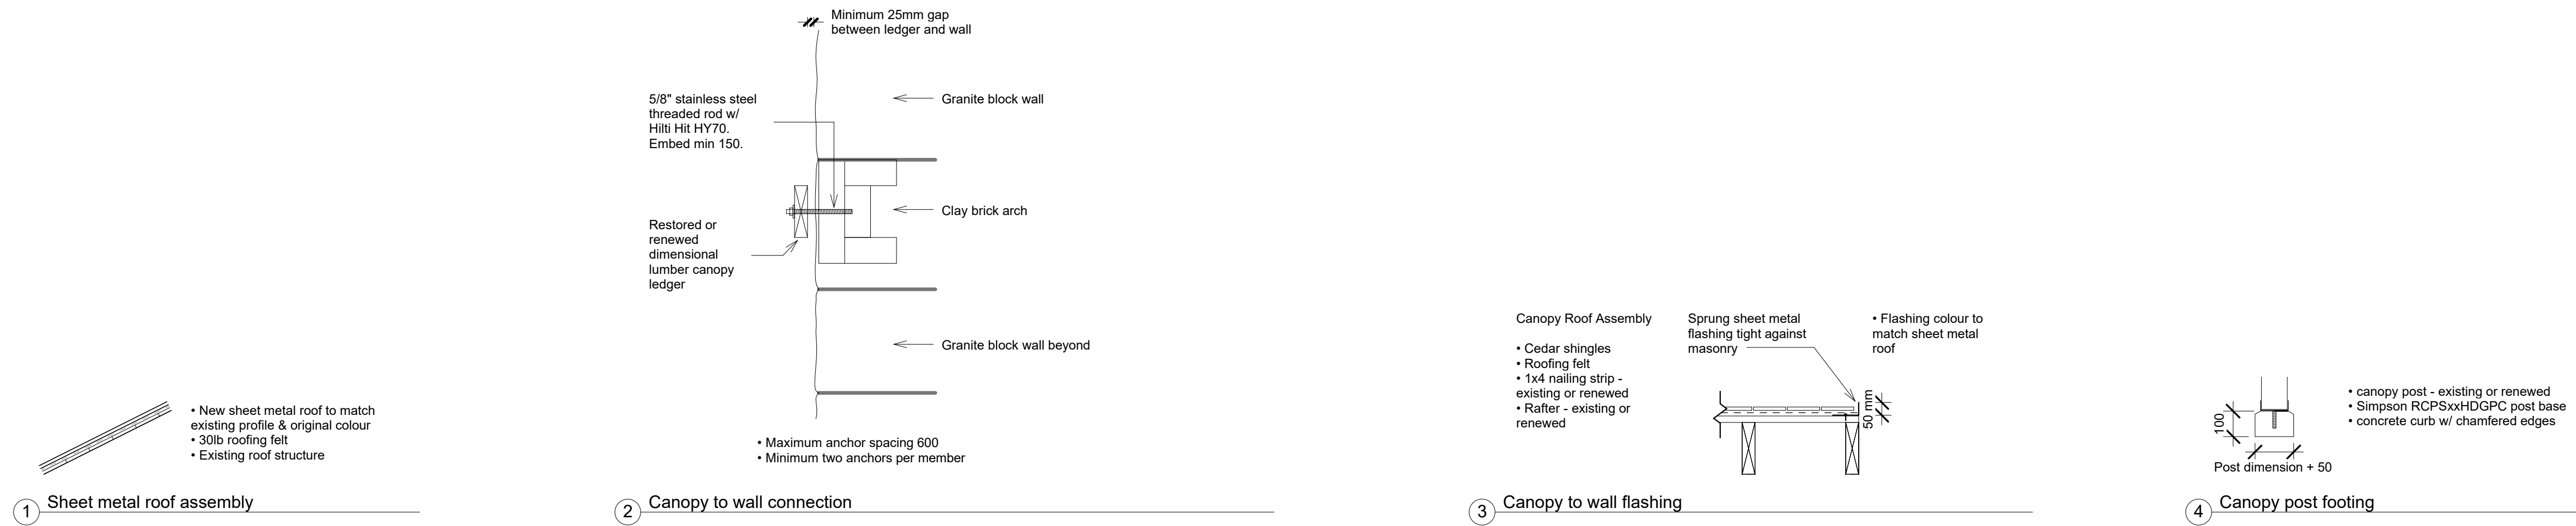 • New sheet metal roof to match
existing profile & original colour
• 30lb roofing felt
• Existing roof structure
1
Sheet metal roof assembly
Minimum 25mm gap
between ledger and wall
5/8" stainless steel
threaded rod w/
Hilti Hit HY70.
Embed min 150.
Granite block wall
Clay brick arch
Restored or
renewed
dimensional
lumber canopy
ledger
Granite block wall beyond
• Maximum anchor spacing 600
• Minimum two anchors per member
2
Canopy to wall connection
Canopy Roof Assembly
• Cedar shingles
• Roofing felt
• 1x4 nailing strip -
existing or renewed
• Rafter - existing or
renewed
Sprung sheet metal
flashing tight against
masonry
• Flashing colour to
match sheet metal
roof
50 mm
3
Canopy to wall flashing
100
Post dimension + 50
• canopy post - existing or renewed
• Simpson RCPSxxHDGPC post base
• concrete curb w/ chamfered edges
4
Canopy post footing